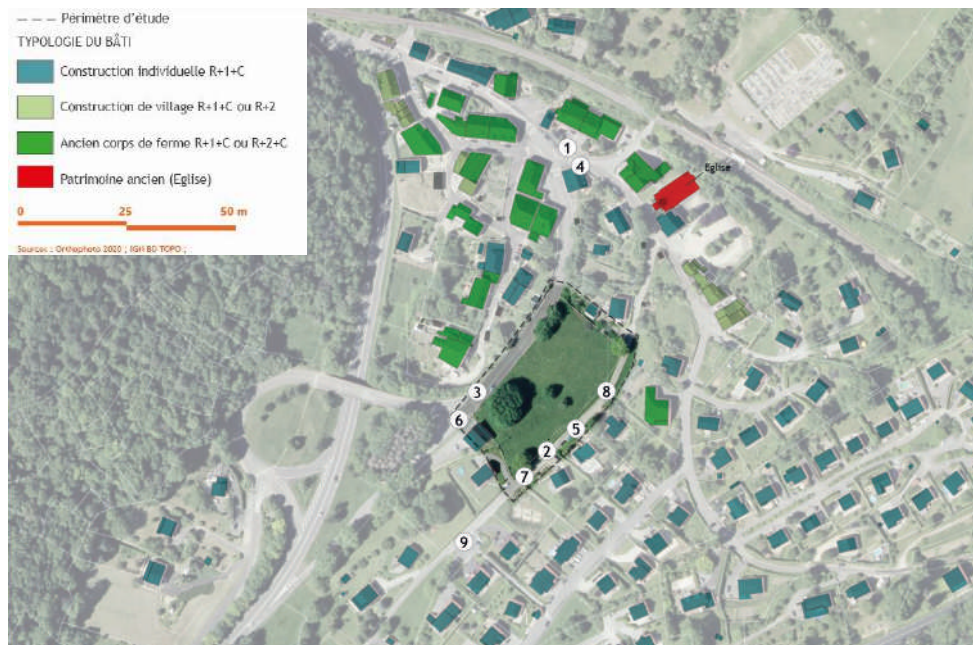 Périmètre d'étude
TYPOLOGIE DU BÂTI
Construction individuelle R+1+C
Construction de village R+1+C ou R+2
Ancien corps de ferme R+1+C ou R+2+C
Patrimoine ancien (Eglise)
0 25 50 m
Sources : Orthophoto 2020 ; IGN BD TOPO ;
1
4
Eglise
3
8
6
5
2
7
9